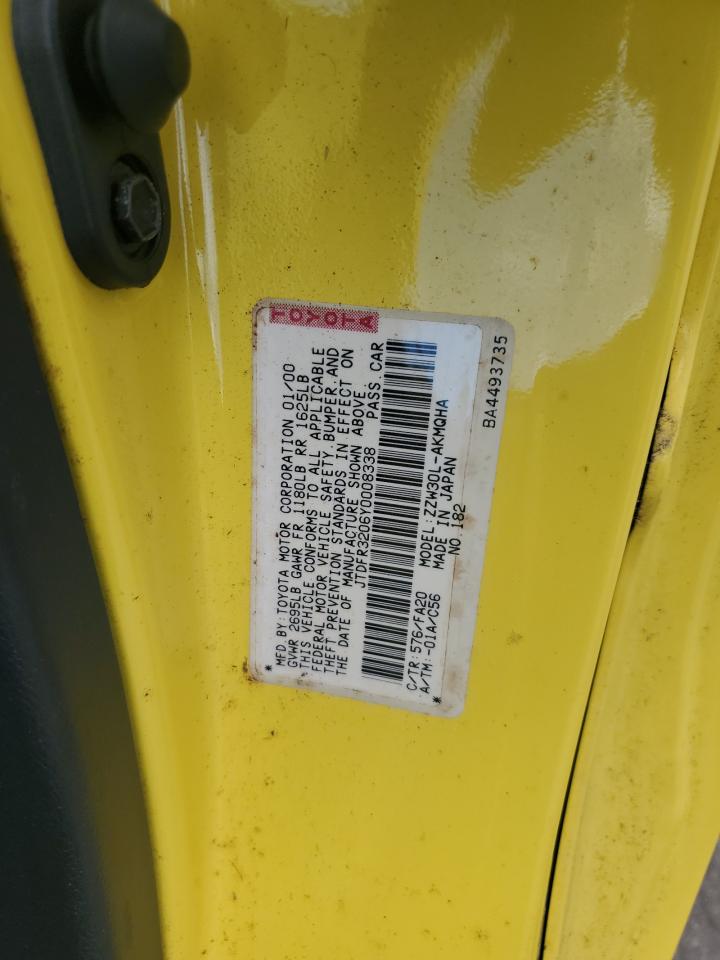 TOYOTA
MFD.BY:TOYOTA MOTOR CORPORATION 01/00
GVWR 2695LB GAWR FR 1180LB RR 1625LB
THIS VEHICLE CONFORMS TO ALL APPLICABLE
FEDERAL MOTOR VEHICLE SAFETY,BUMPER,AND
THEFT PREVENTION STANDARDS IN EFFECT ON
THE DATE OF MANUFACTURE SHOWN ABOVE.
JTDFR3206Y0008338 PASS.CAR
C/TR:576/FA20 MODEL:ZZW30L-AKMQHA
A/TM:-01A/C56 MADE IN JAPAN
NO.182
BA4493735